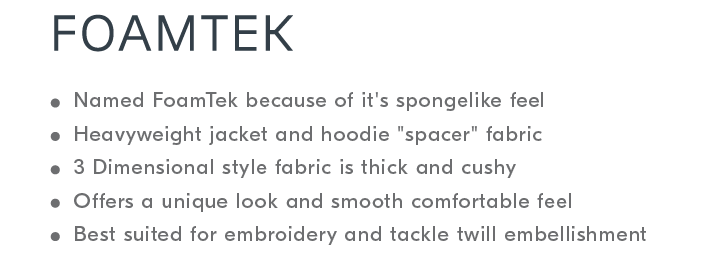 FOAMTEK
• Named FoamTek because of it's spongelike feel
• Heavyweight jacket and hoodie "spacer" fabric
• 3 Dimensional style fabric is thick and cushy
• Offers a unique look and smooth comfortable feel
• Best suited for embroidery and tackle twill embellishment